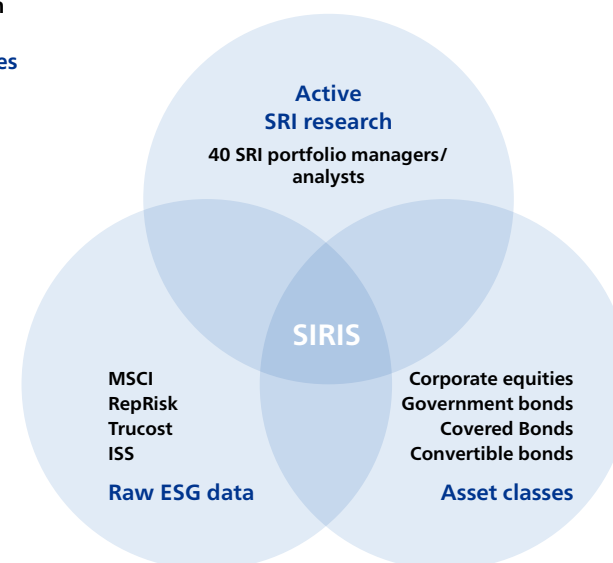 Active
SRI research
40 SRI portfolio managers/
analysts
SIRIS
MSCI
RepRisk
Trucost
ISS
Raw ESG data
Corporate equities
Government bonds
Covered Bonds
Convertible bonds
Asset classes